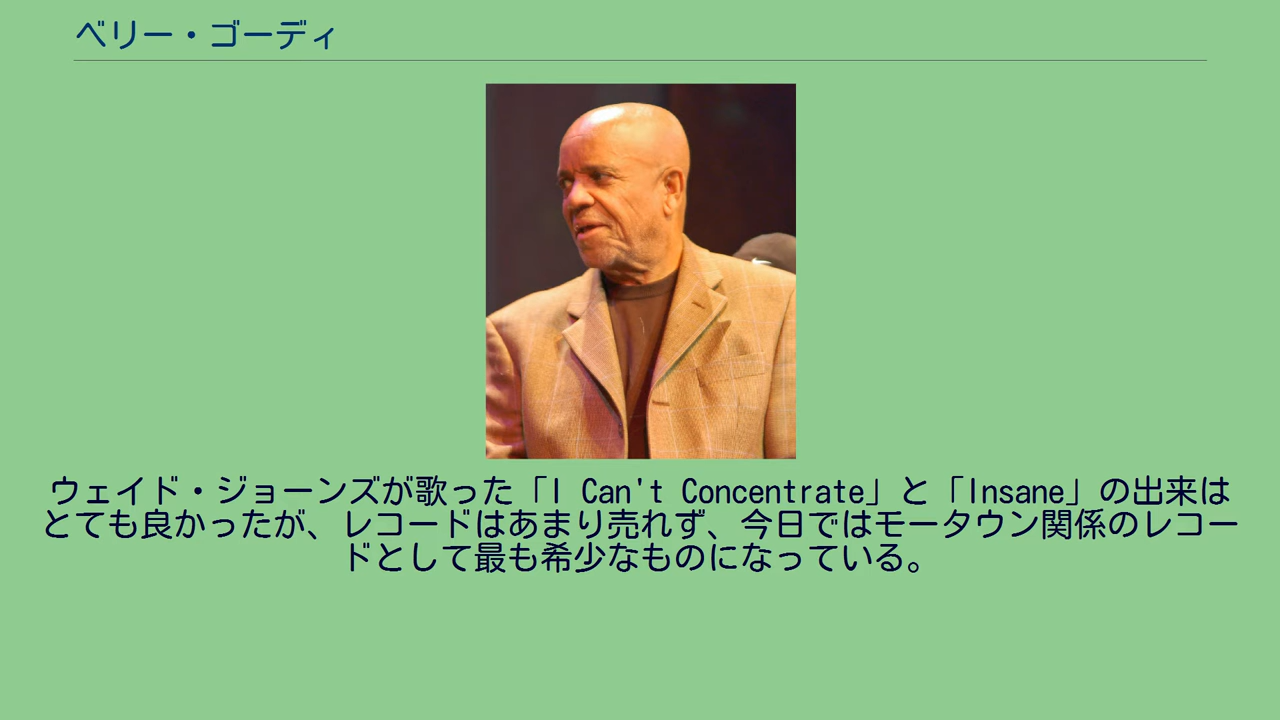 ベリー・ゴーディ
ウェイド・ジョーンズが歌った「I Can't Concentrate」と「Insane」の出来は
とても良かったが、レコードはあまり売れず、今日ではモータウン関係のレコー
ドとして最も希少なものになっている。